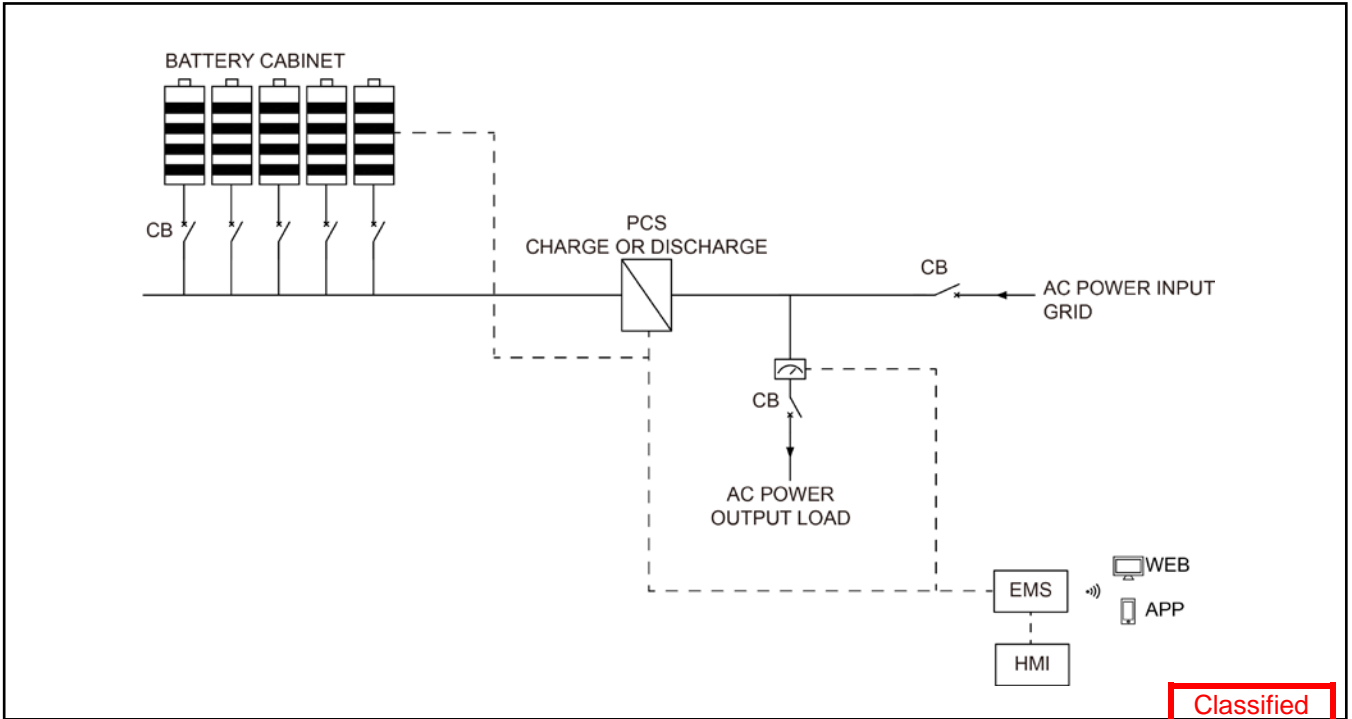 BATTERY CABINET
CB
PCS
CHARGE OR DISCHARGE
CB
AC POWER INPUT
GRID
CB
AC POWER
OUTPUT LOAD
EMS
WEB
APP
HMI
Classified